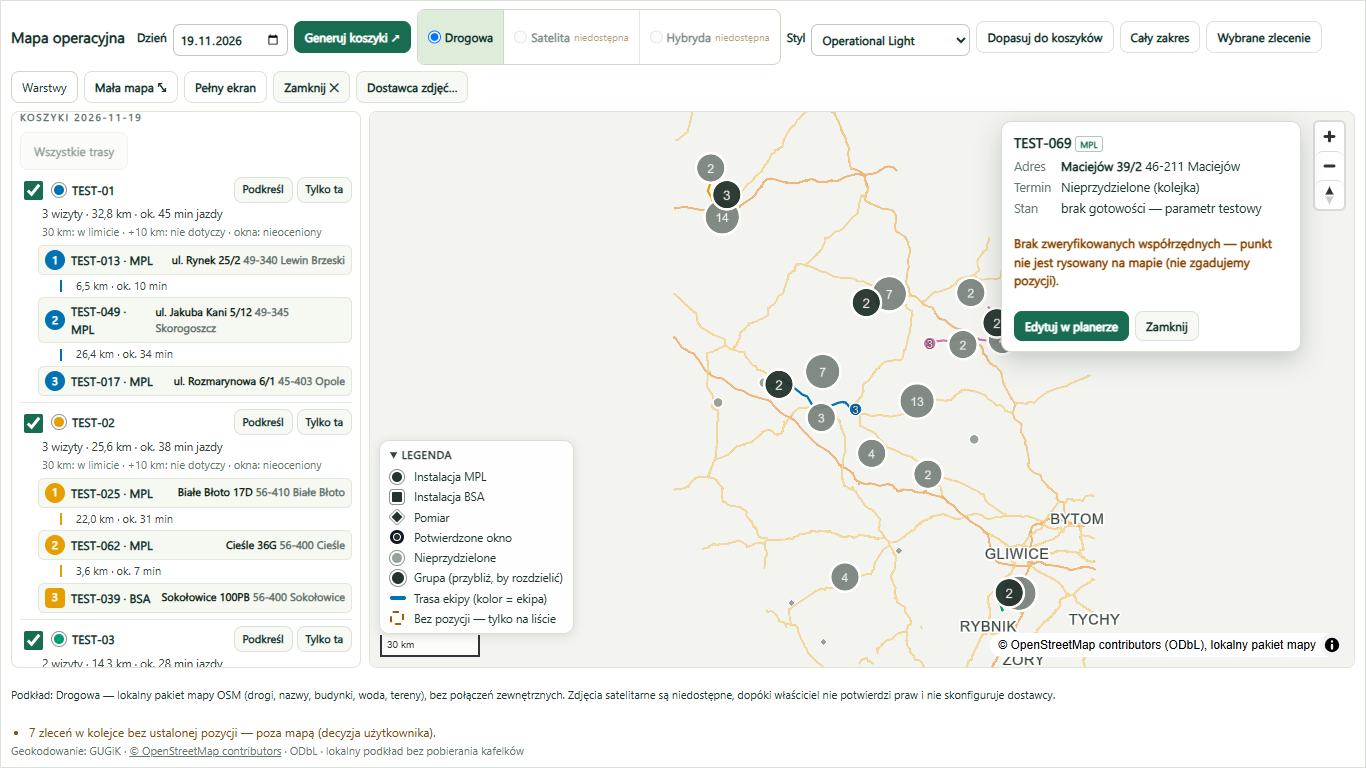 Mapa operacyjna Dzień 19.11.2026 Generuj koszyki ↗ Drogowa Satelita niedostępna Hybryda niedostępna Styl Operational Light Dopasuj do koszyków Cały zakres Wybrane zlecenie
Warstwy Mała mapa ⤡ Pełny ekran Zamknij ✕ Dostawca zdjęć...
KOSZYKI 2026-11-19
Wszystkie trasy
TEST-01 Podkreśl Tylko ta
3 wizyty · 32,8 km · ok. 45 min jazdy
30 km: w limicie · +10 km: nie dotyczy · okna: nieoceniony
1 TEST-013 · MPL ul. Rynek 25/2 49-340 Lewin Brzeski
6,5 km · ok. 10 min
2 TEST-049 · MPL ul. Jakuba Kani 5/12 49-345 Skorogoszcz
26,4 km · ok. 34 min
3 TEST-017 · MPL ul. Rozmarynowa 6/1 45-403 Opole
TEST-02 Podkreśl Tylko ta
3 wizyty · 25,6 km · ok. 38 min jazdy
30 km: w limicie · +10 km: nie dotyczy · okna: nieoceniony
1 TEST-025 · MPL Białe Błoto 17D 56-410 Białe Błoto
22,0 km · ok. 31 min
2 TEST-062 · MPL Cieśle 36G 56-400 Cieśle
3,6 km · ok. 7 min
3 TEST-039 · BSA Sokołowice 100PB 56-400 Sokołowice
TEST-03 Podkreśl Tylko ta
2 wizyty · 14,3 km · ok. 28 min jazdy
2
3
14
2
7
2
2
3
2
2
7
3
3
13
4
2
4
2
BYTOM
GLIWICE
RYBNIK
TYCHY
ŻORY
TEST-069 MPL
Adres Maciejów 39/2 46-211 Maciejów
Termin Nieprzydzielone (kolejka)
Stan brak gotowości — parametr testowy
Brak zweryfikowanych współrzędnych — punkt
nie jest rysowany na mapie (nie zgadujemy
pozycji).
Edytuj w planerze Zamknij
▼ LEGENDA
Instalacja MPL
Instalacja BSA
Pomiar
Potwierdzone okno
Nieprzydzielone
Grupa (przybliż, by rozdzielić)
Trasa ekipy (kolor = ekipa)
Bez pozycji — tylko na liście
30 km
© OpenStreetMap contributors (ODbL), lokalny pakiet mapy
Podkład: Drogowa — lokalny pakiet mapy OSM (drogi, nazwy, budynki, woda, tereny), bez połączeń zewnętrznych. Zdjęcia satelitarne są niedostępne, dopóki właściciel nie potwierdzi praw i nie skonfiguruje dostawcy.
• 7 zleceń w kolejce bez ustalonej pozycji — poza mapą (decyzja użytkownika).
Geokodowanie: GUGiK · © OpenStreetMap contributors · ODbL · lokalny podkład bez pobierania kafelków